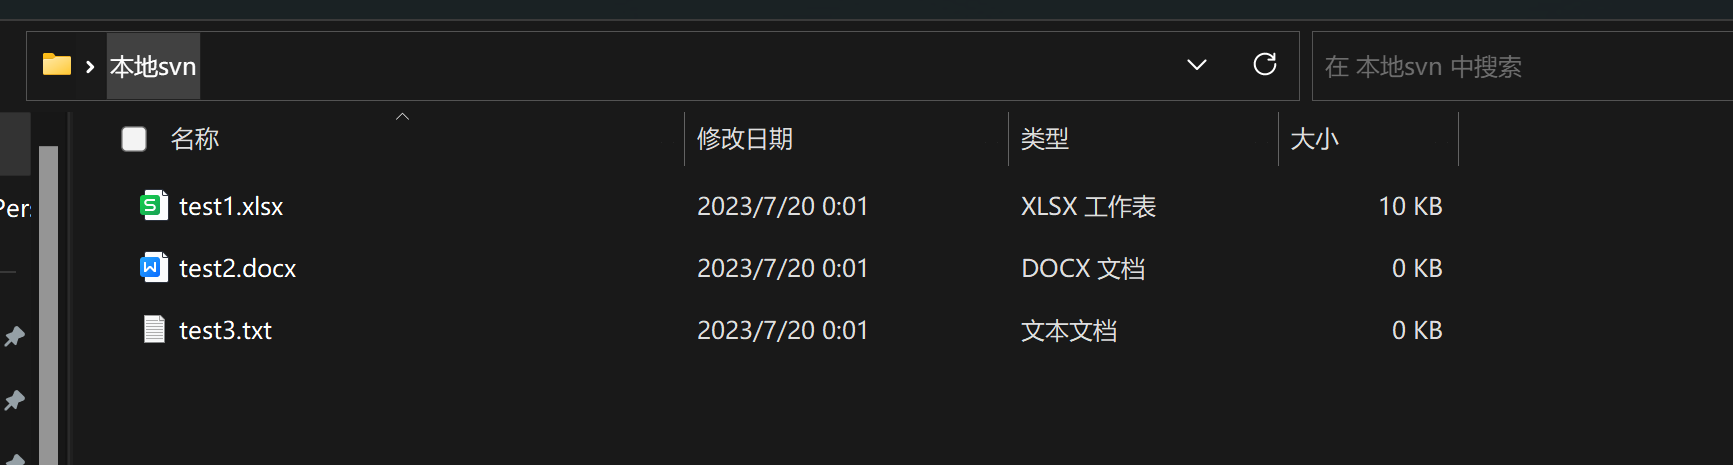 本地svn
在 本地svn 中搜索
名称 修改日期 类型 大小
test1.xlsx 2023/7/20 0:01 XLSX 工作表 10 KB
Per
test2.docx 2023/7/20 0:01 DOCX 文档 0 KB
test3.txt 2023/7/20 0:01 文本文档 0 KB